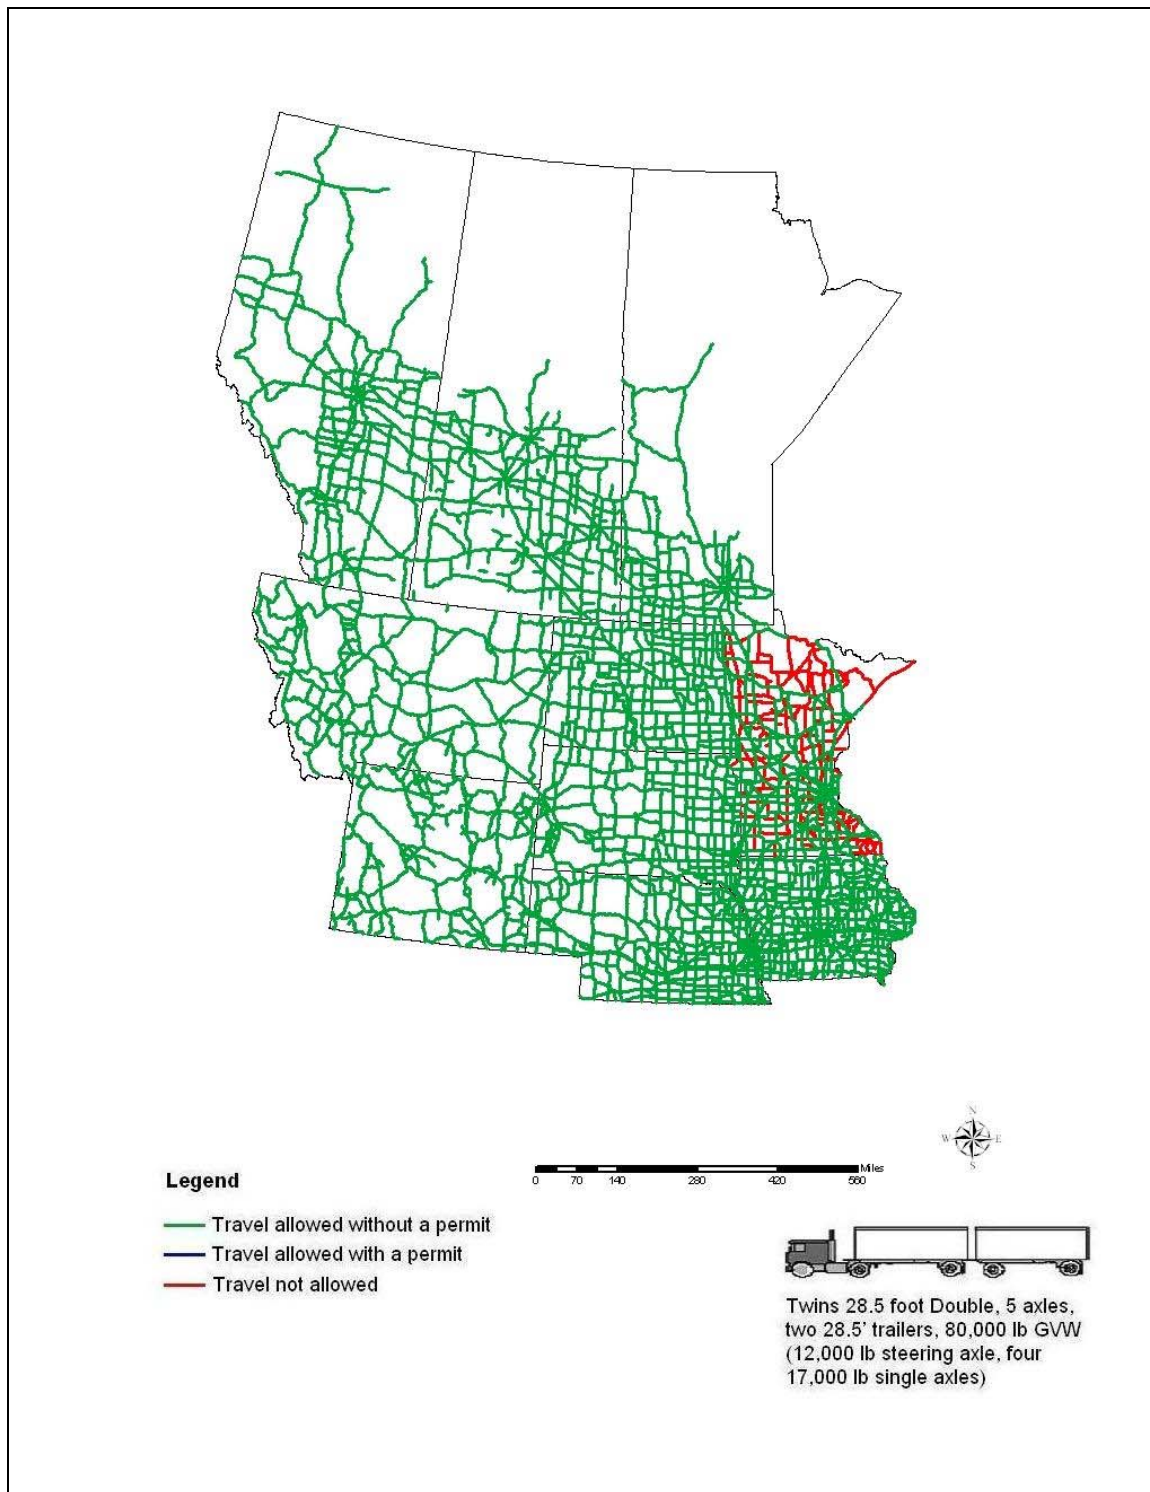 N
W E
S
Miles
0 70 140 280 420 560
Legend
Travel allowed without a permit
Travel allowed with a permit
Travel not allowed
Twins 28.5 foot Double, 5 axles,
two 28.5' trailers, 80,000 lb GVW
(12,000 lb steering axle, four
17,000 lb single axles)